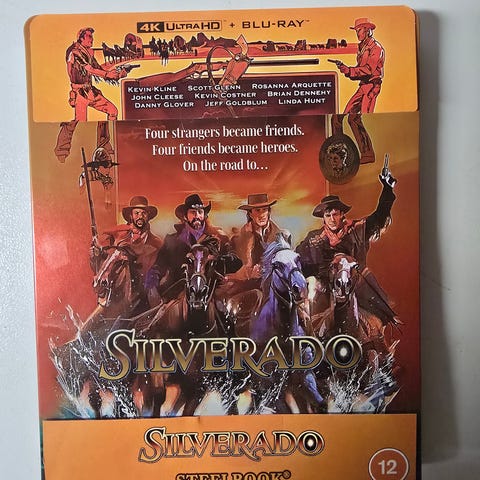 4K ULTRA HD + BLU-RAY™
KEVIN KLINE SCOTT GLENN ROSANNA ARQUETTE
JOHN CLEESE KEVIN COSTNER BRIAN DENNEHY
DANNY GLOVER JEFF GOLDBLUM LINDA HUNT
Four strangers became friends.
Four friends became heroes.
On the road to...
SILVERADO
SILVERADO
STEELBOOK®
12